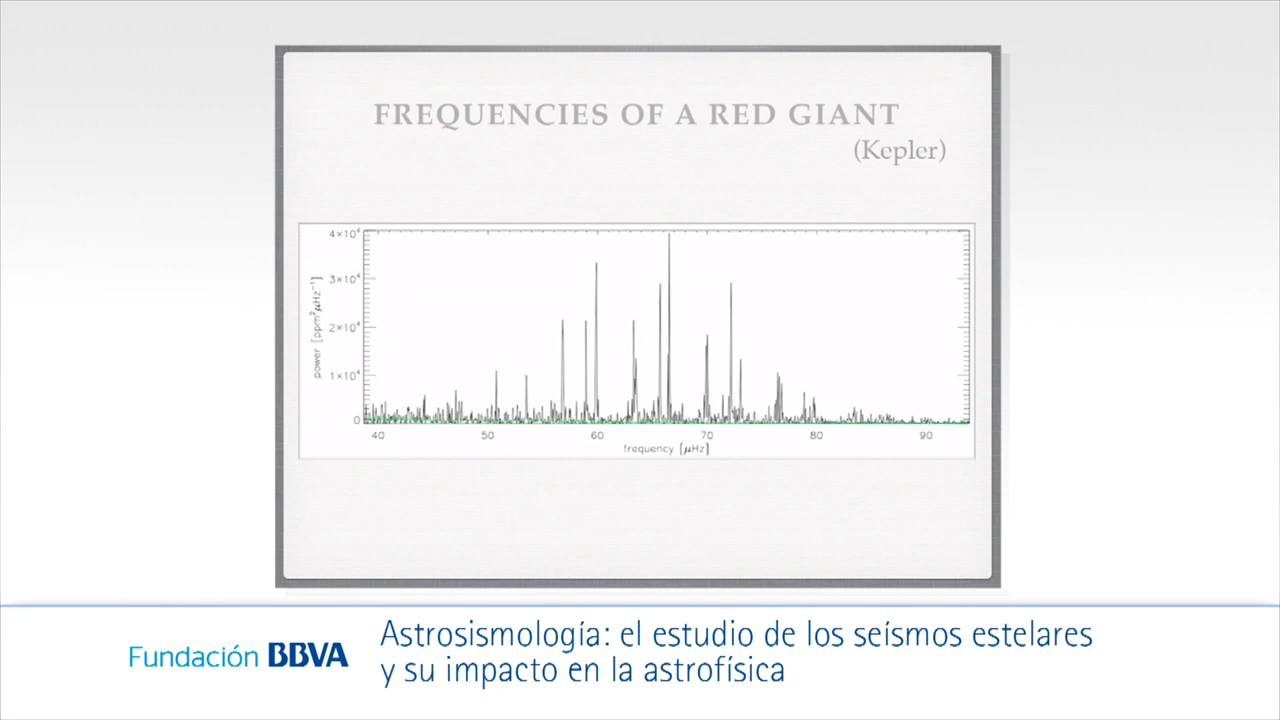 FREQUENCIES OF A RED GIANT
(Kepler)
4×10⁴
3×10⁴
2×10⁴
1×10⁴
0
power [ppm²μHz⁻¹]
40 50 60 70 80 90
frequency [μHz]
Fundación BBVA
Astrosismología: el estudio de los seísmos estelares
y su impacto en la astrofísica